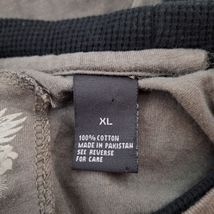 XL
100% COTTON
MADE IN PAKISTAN
SEE REVERSE
FOR CARE